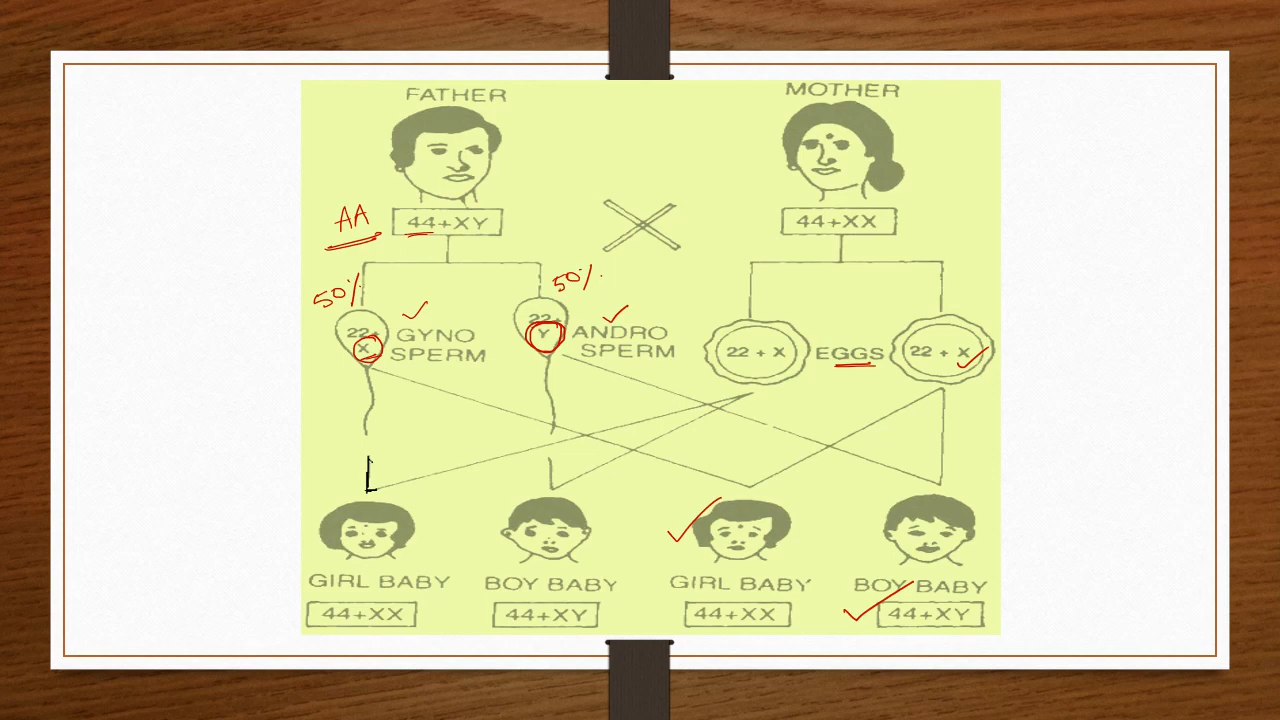 FATHER
MOTHER
AA
44+XY
44+XX
50%
50%
22+
X
GYNO
SPERM
22+
Y
ANDRO
SPERM
22 + X
EGGS
22 + X
GIRL BABY
BOY BABY
GIRL BABY
BOY BABY
44+XX
44+XY
44+XX
44+XY